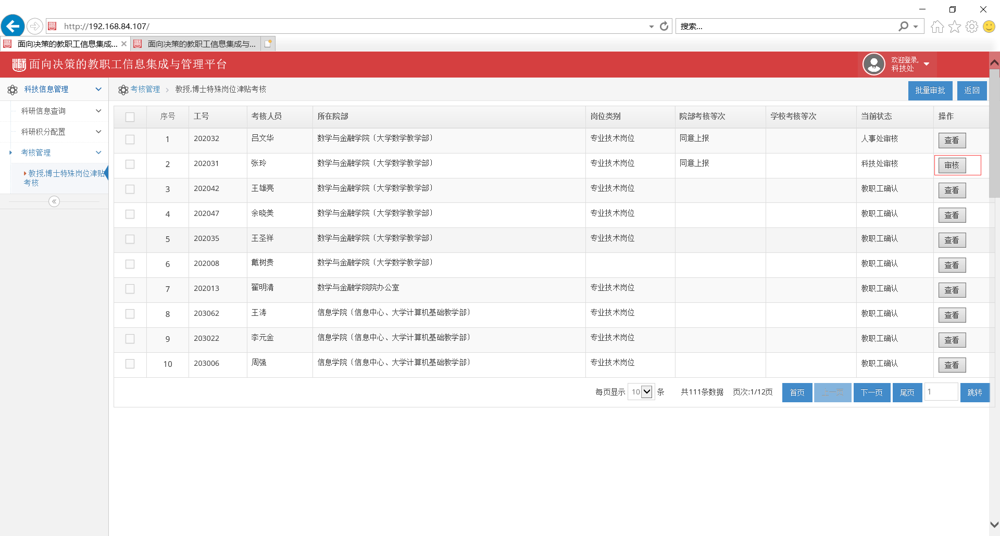 http://192.168.84.107/
搜索...
面向决策的教职工信息集成...
面向决策的教职工信息集成与...
面向决策的教职工信息集成与管理平台
欢迎登录,
科技处
科技信息管理
科研信息查询
科研积分配置
考核管理
教授,博士特殊岗位津贴
考核
考核管理 教授,博士特殊岗位津贴考核
批量审批 返回
序号 工号 考核人员 所在院部 岗位类别 院部考核等次 学校考核等次 当前状态 操作
1 202032 吕文华 数学与金融学院〔大学数学教学部〕 专业技术岗位 同意上报 人事处审核 查看
2 202031 张玲 数学与金融学院〔大学数学教学部〕 专业技术岗位 同意上报 科技处审核 审核
3 202042 王雄亮 数学与金融学院〔大学数学教学部〕 专业技术岗位 教职工确认 查看
4 202047 余晓美 数学与金融学院〔大学数学教学部〕 专业技术岗位 教职工确认 查看
5 202035 王圣祥 数学与金融学院〔大学数学教学部〕 专业技术岗位 教职工确认 查看
6 202008 戴树贵 数学与金融学院〔大学数学教学部〕 教职工确认 查看
7 202013 翟明清 数学与金融学院院办公室 专业技术岗位 教职工确认 查看
8 203062 王涛 信息学院〔信息中心、大学计算机基础教学部〕 专业技术岗位 教职工确认 查看
9 203022 李元金 信息学院〔信息中心、大学计算机基础教学部〕 专业技术岗位 教职工确认 查看
10 203006 周强 信息学院〔信息中心、大学计算机基础教学部〕 专业技术岗位 教职工确认 查看
每页显示 10 条 共111条数据 页次:1/12页 首页 上一页 下一页 尾页 1 跳转